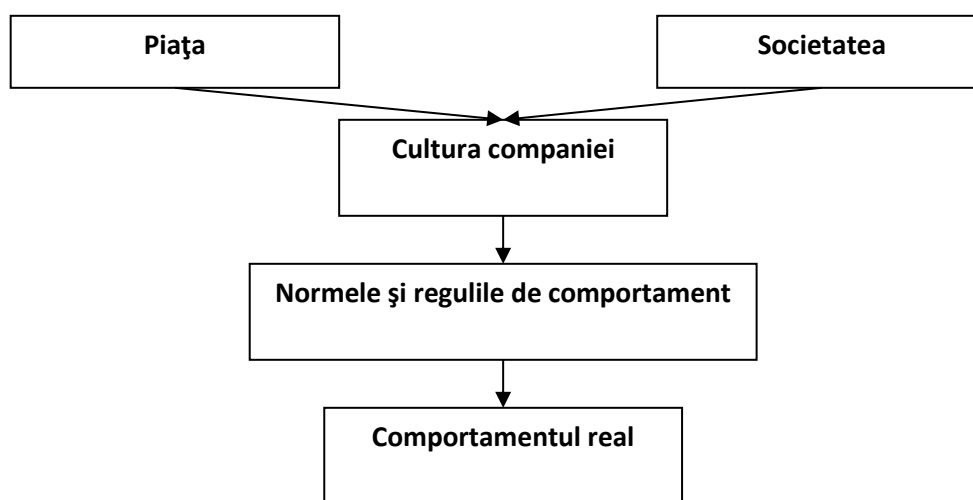 Piaţa
Societatea
Cultura companiei
Normele şi regulile de comportament
Comportamentul real